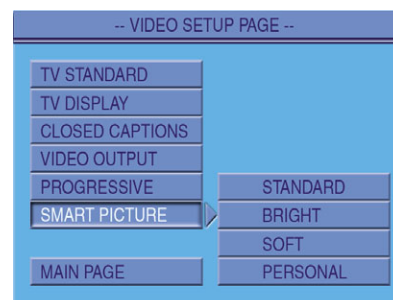 -- VIDEO SETUP PAGE --
TV STANDARD
TV DISPLAY
CLOSED CAPTIONS
VIDEO OUTPUT
PROGRESSIVE
SMART PICTURE
MAIN PAGE
STANDARD
BRIGHT
SOFT
PERSONAL